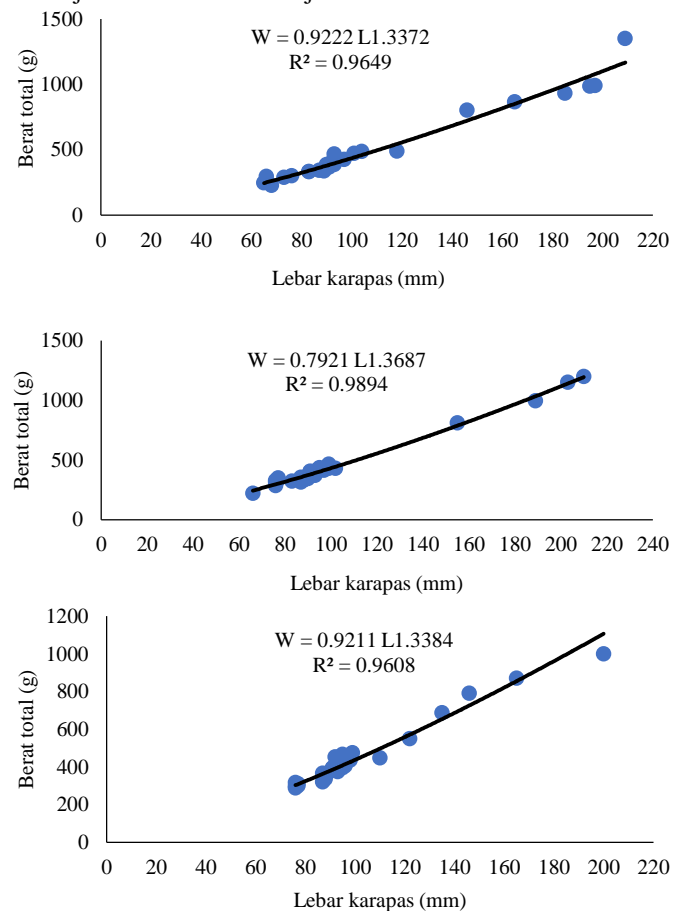 W = 0.9222 L1.3372
R² = 0.9649
Berat total (g)
1500
1000
500
0
0 20 40 60 80 100 120 140 160 180 200 220
Lebar karapas (mm)
W = 0.7921 L1.3687
R² = 0.9894
Berat total (g)
1500
1000
500
0
0 20 40 60 80 100 120 140 160 180 200 220 240
Lebar karapas (mm)
W = 0.9211 L1.3384
R² = 0.9608
Berat total (g)
1200
1000
800
600
400
200
0
0 20 40 60 80 100 120 140 160 180 200 220
Lebar karapas (mm)